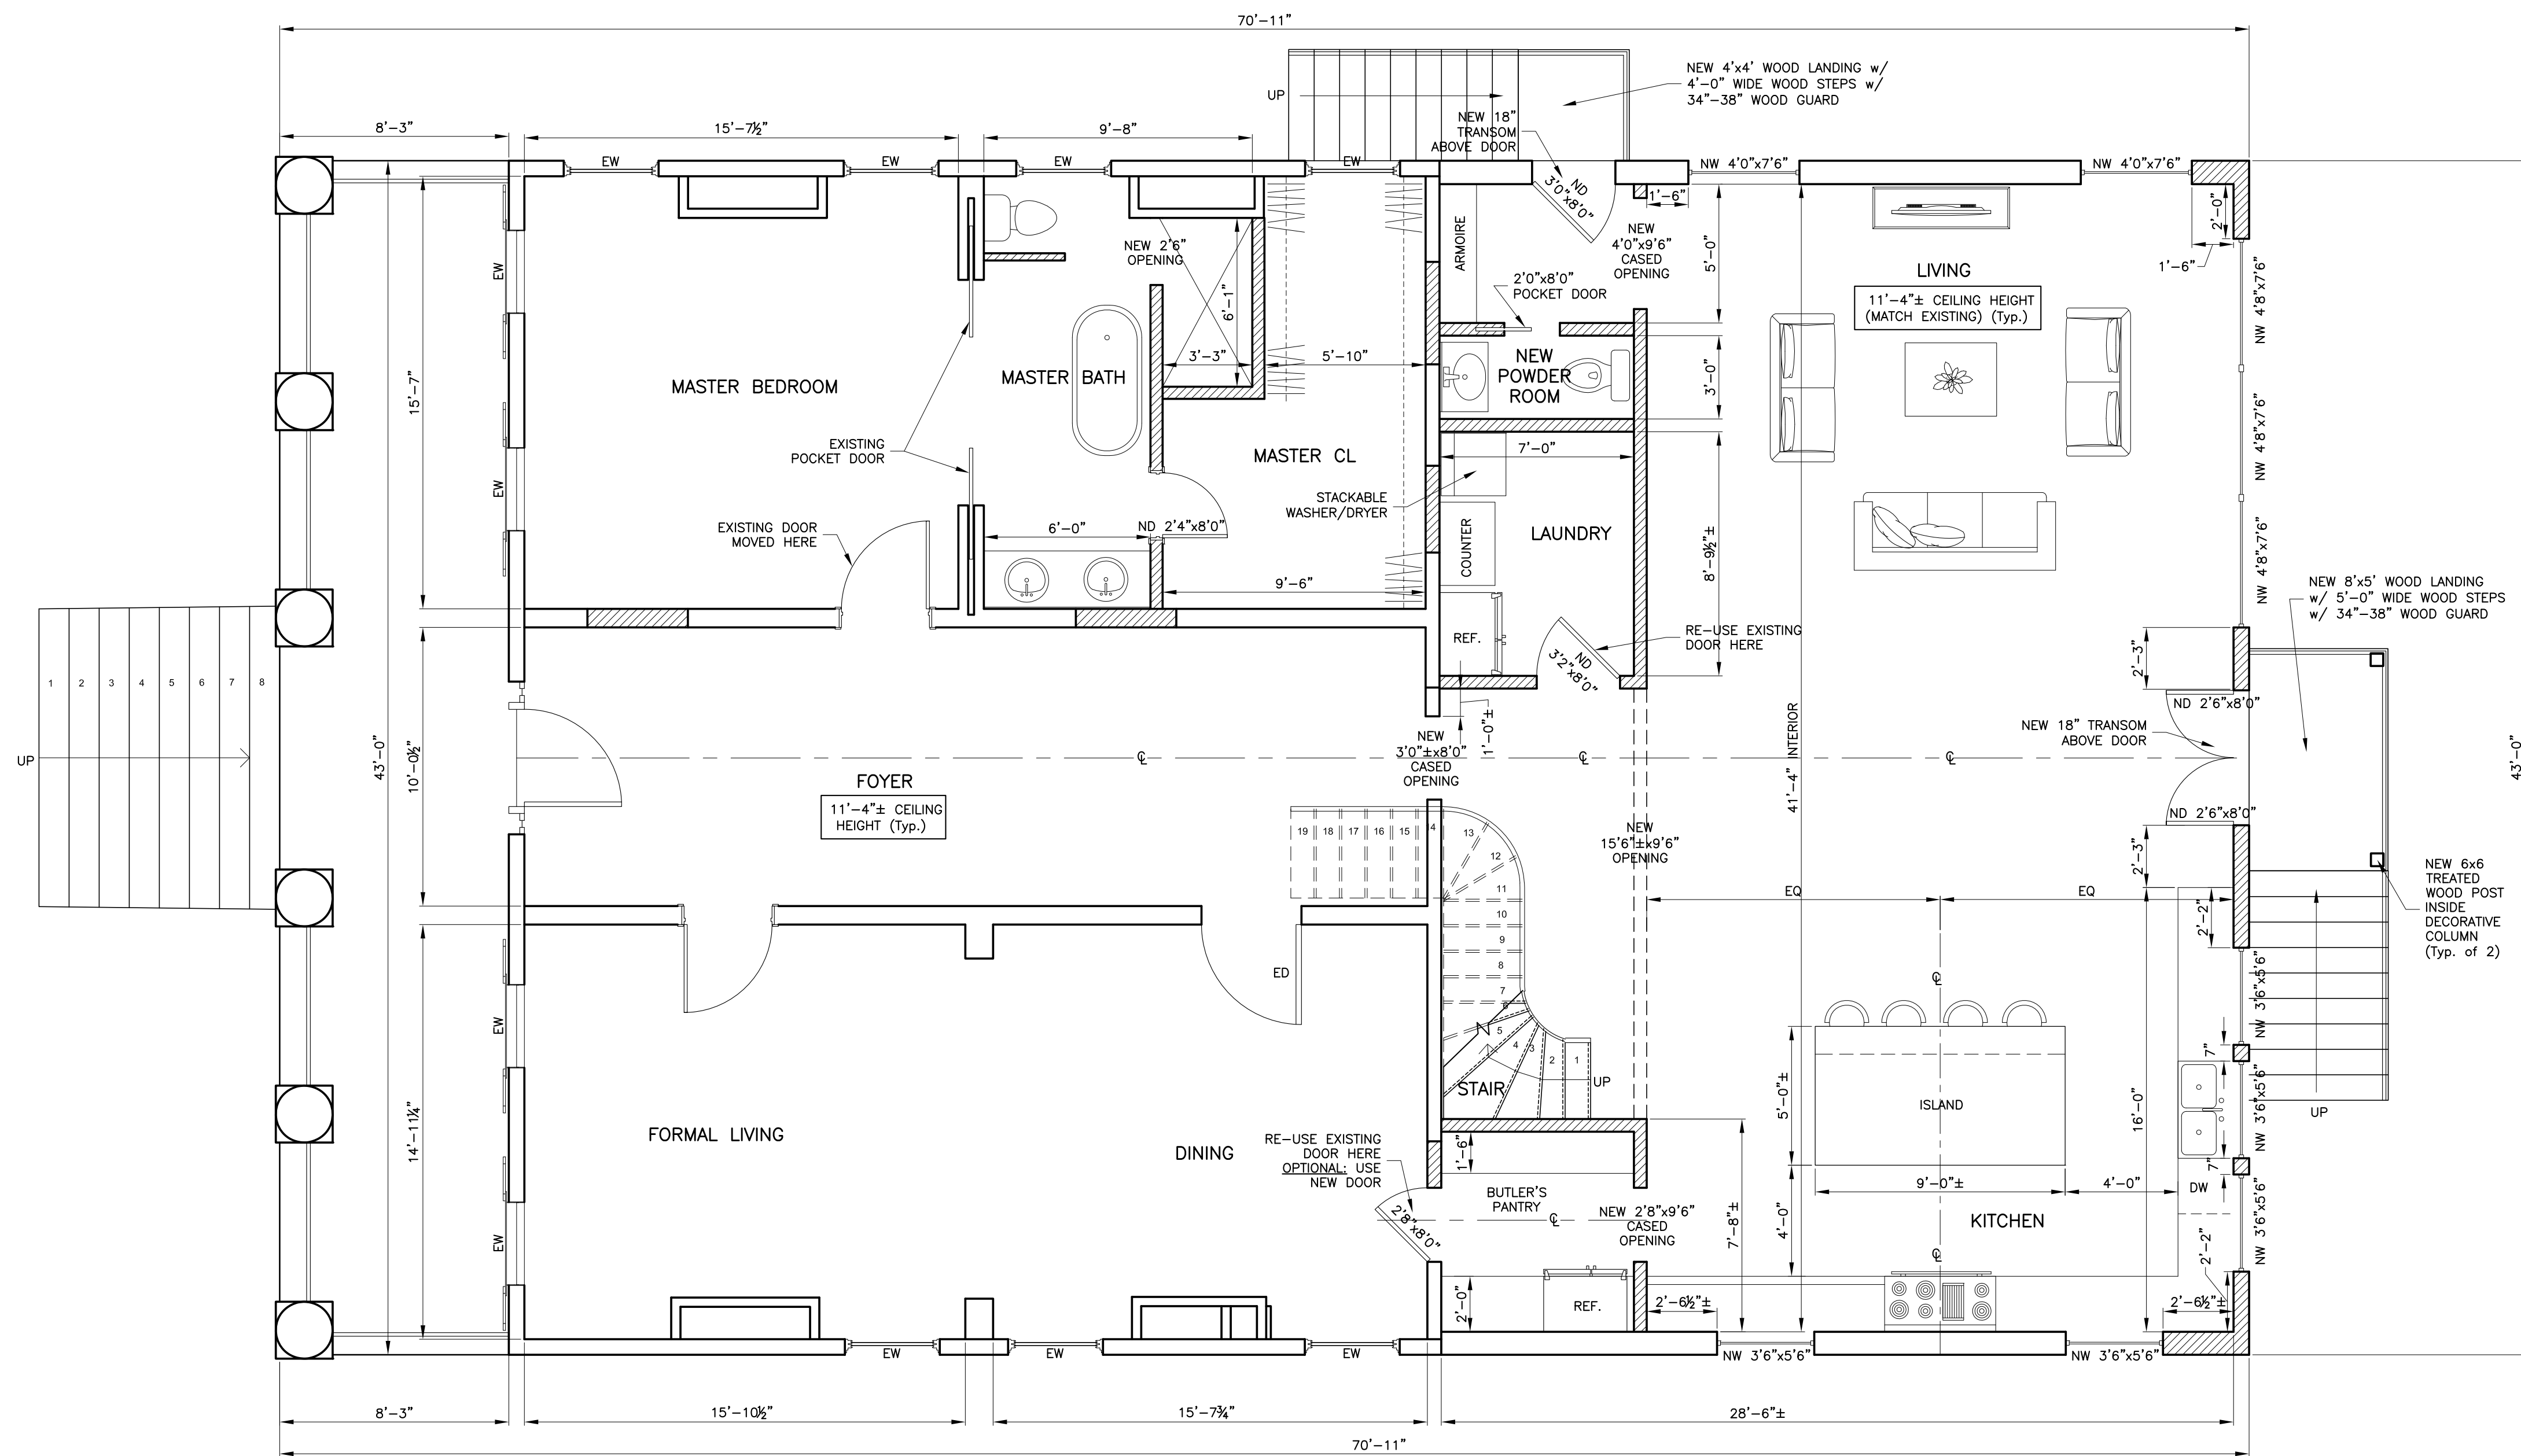 70'-11"
NEW 4'x4' WOOD LANDING w/
4'-0" WIDE WOOD STEPS w/
34"-38" WOOD GUARD
UP
NEW 18"
TRANSOM
ABOVE DOOR
8'-3"
15'-7½"
9'-8"
EW
EW
EW
EW
NW 4'0"x7'6"
NW 4'0"x7'6"
ND
3'0"x8'0"
1'-6"
2'-0"
1'-6"
ARMOIRE
NEW
4'0"x9'6"
CASED
OPENING
5'-0"
NEW 2'6"
OPENING
EW
2'0"x8'0"
POCKET DOOR
LIVING
11'-4"± CEILING HEIGHT
(MATCH EXISTING) (Typ.)
NW 4'8"x7'6"
6'-1"
3'-3"
5'-10"
NEW
POWDER
ROOM
3'-0"
MASTER BEDROOM
MASTER BATH
15'-7"
EXISTING
POCKET DOOR
MASTER CL
7'-0"
NW 4'8"x7'6"
EW
STACKABLE
WASHER/DRYER
EXISTING DOOR
MOVED HERE
6'-0"
ND 2'4"x8'0"
COUNTER
LAUNDRY
8'-9½"±
NW 4'8"x7'6"
9'-6"
NEW 8'x5' WOOD LANDING
w/ 5'-0" WIDE WOOD STEPS
w/ 34"-38" WOOD GUARD
REF.
RE-USE EXISTING
DOOR HERE
ND
3'2"x8'0"
2'-3"
1 2 3 4 5 6 7 8
UP
ND 2'6"x8'0"
NEW 18" TRANSOM
ABOVE DOOR
1'-0"±
NEW
3'0"±x8'0"
CASED
OPENING
43'-0"
10'-0½"
℄
℄
℄
41'-4" INTERIOR
43'-0"
FOYER
11'-4"± CEILING
HEIGHT (Typ.)
ND 2'6"x8'0"
19 18 17 16 15 14
13
12
11
10
9
8
7
6
5
4
3
2
1
NEW
15'6"±x9'6"
OPENING
2'-3"
EQ
EQ
2'-2"
NEW 6x6
TREATED
WOOD POST
INSIDE
DECORATIVE
COLUMN
(Typ. of 2)
ED
℄
NW 3'6"x5'6"
EW
7"
STAIR
UP
5'-0"±
ISLAND
16'-0"
NW 3'6"x5'6"
UP
14'-11¼"
FORMAL LIVING
DINING
RE-USE EXISTING
DOOR HERE
OPTIONAL: USE
NEW DOOR
1'-6"
7"
BUTLER'S
PANTRY
9'-0"±
4'-0"
DW
2'8"x8'0"
℄
NEW 2'8"x9'6"
CASED
OPENING
7'-8"±
4'-0"
KITCHEN
NW 3'6"x5'6"
EW
℄
2'-2"
2'-0"
REF.
2'-6½"±
2'-6½"±
EW
EW
EW
NW 3'6"x5'6"
NW 3'6"x5'6"
8'-3"
15'-10½"
15'-7¾"
28'-6"±
70'-11"